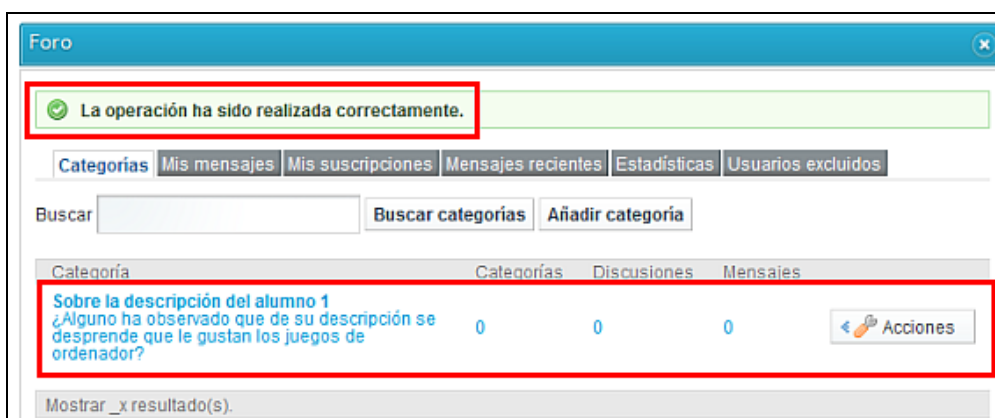 Foro
La operación ha sido realizada correctamente.
Categorías Mis mensajes Mis suscripciones Mensajes recientes Estadísticas Usuarios excluidos
Buscar Buscar categorías Añadir categoría
Categoría Categorías Discusiones Mensajes
Sobre la descripción del alumno 1
¿Alguno ha observado que de su descripción se
desprende que le gustan los juegos de
ordenador?
0 0 0 Acciones
Mostrar _x resultado(s).